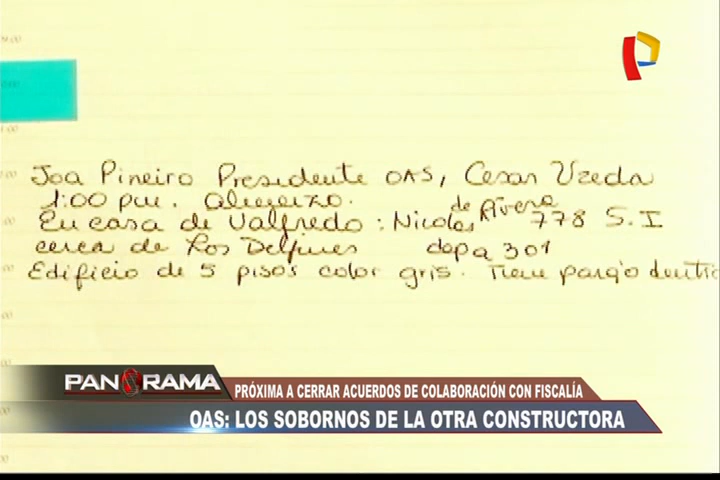 Joa Pineiro Presidente OAS, Cesar Uzeda
1:00 pm. Almuerzo.
En casa de Valfredo: Nicolas de Rivera 778 S.I
cerca de Los Delfines dopa 301
Edificio de 5 pisos color gris. Tiene parqo dentro
PANORAMA
PRÓXIMA A CERRAR ACUERDOS DE COLABORACIÓN CON FISCALÍA
OAS: LOS SOBORNOS DE LA OTRA CONSTRUCTORA